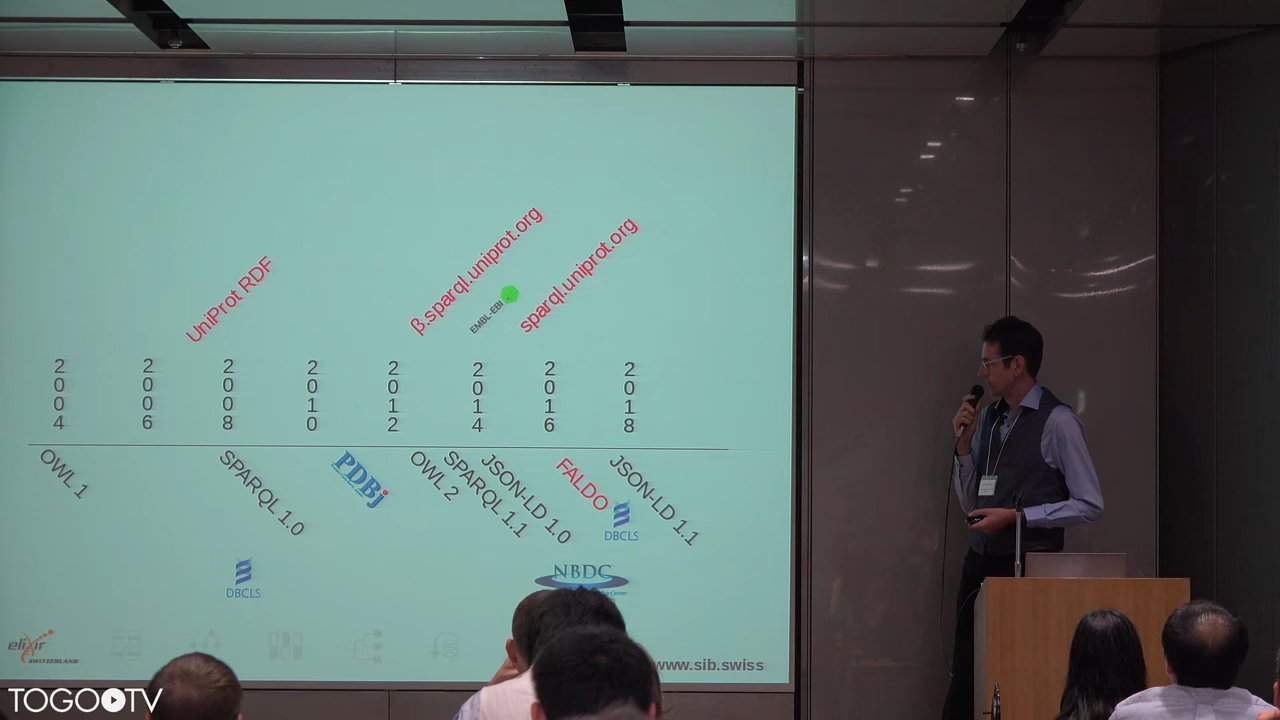 UniProt RDF
β.sparql.uniprot.org
EMBL-EBI
sparql.uniprot.org
2004
2006
2008
2010
2012
2014
2016
2018
OWL 1
SPARQL 1.0
PDBj
OWL 2
SPARQL 1.1
JSON-LD 1.0
FALDO
JSON-LD 1.1
DBCLS
DBCLS
NBDC
elixir
SWITZERLAND
www.sib.swiss
TOGOTV